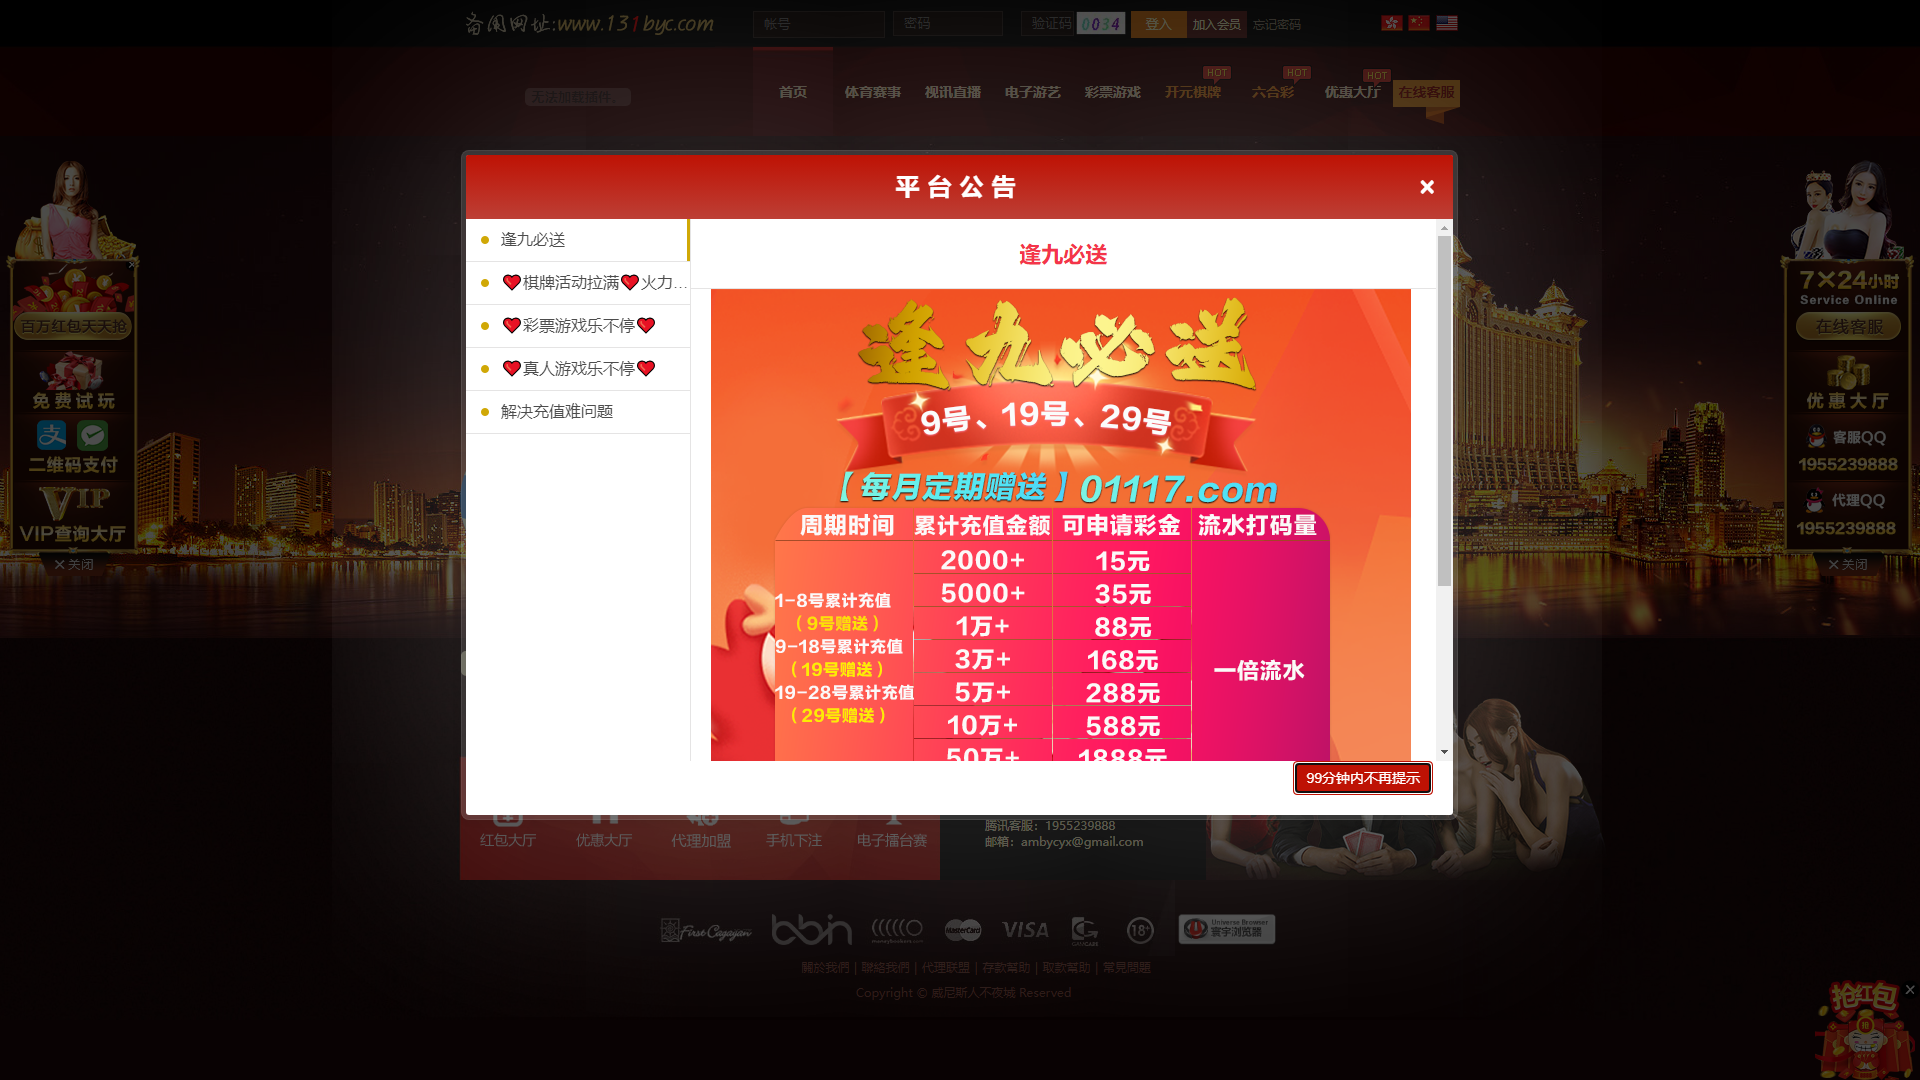 备用网址:www.131byc.com
帐号
密码
验证码
0034
登入
加入会员
忘记密码
无法加载插件。
首页
体育赛事
视讯直播
电子游艺
彩票游戏
开元棋牌
HOT
六合彩
HOT
优惠大厅
HOT
在线客服
平台公告
×
逢九必送
棋牌活动拉满 火力…
彩票游戏乐不停
真人游戏乐不停
解决充值难问题
逢九必送
逢九必送
9号、19号、29号
【每月定期赠送】01117.com
周期时间 累计充值金额 可申请彩金 流水打码量
2000+ 15元
5000+ 35元
1万+ 88元
3万+ 168元
5万+ 288元
10万+ 588元
50万+ 1888元
1-8号累计充值
（9号赠送）
9-18号累计充值
（19号赠送）
19-28号累计充值
（29号赠送）
一倍流水
99分钟内不再提示
百万红包天天抢
免费试玩
二维码支付
VIP
VIP查询大厅
关闭
7×24小时
Service Online
在线客服
优惠大厅
客服QQ
1955239888
代理QQ
1955239888
关闭
红包大厅
优惠大厅
代理加盟
手机下注
电子擂台赛
腾讯客服：1955239888
邮箱：ambycyx@gmail.com
First Cagayan
bbin
MasterCard
VISA
GAMCARE
18+
Universe Browser
寰宇浏览器
關於我們 | 聯絡我們 | 代理联盟 | 存款幫助 | 取款幫助 | 常見問題
Copyright © 威尼斯人不夜城 Reserved
抢红包